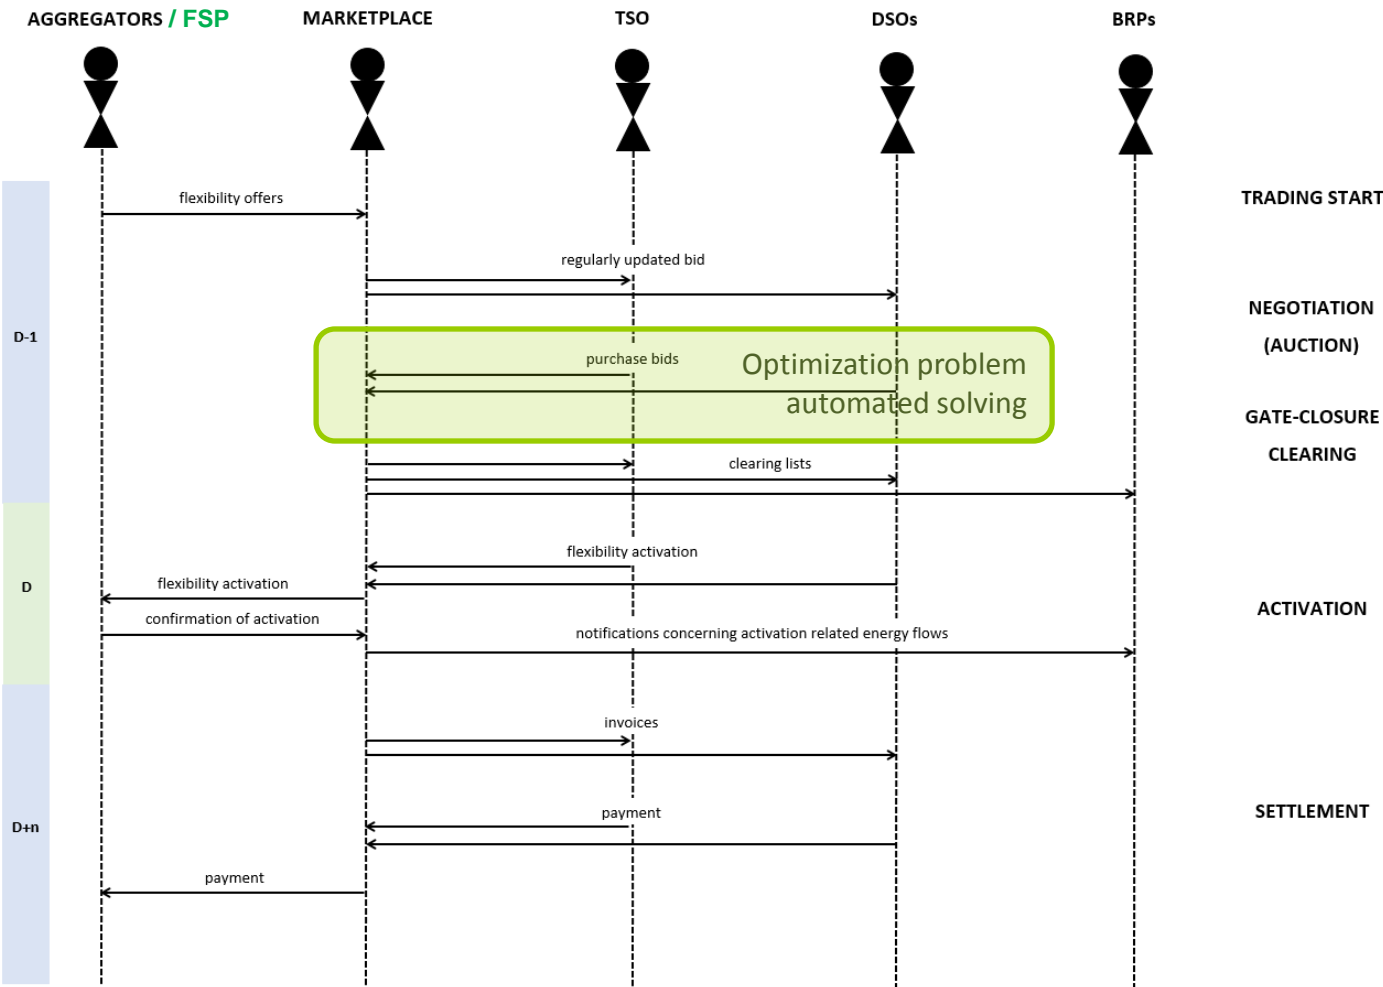 AGGREGATORS / FSP
MARKETPLACE
TSO
DSOs
BRPs
flexibility offers
TRADING START
regularly updated bid
NEGOTIATION
(AUCTION)
D-1
purchase bids
Optimization problem
automated solving
GATE-CLOSURE
CLEARING
clearing lists
flexibility activation
flexibility activation
D
confirmation of activation
ACTIVATION
notifications concerning activation related energy flows
invoices
payment
SETTLEMENT
D+n
payment